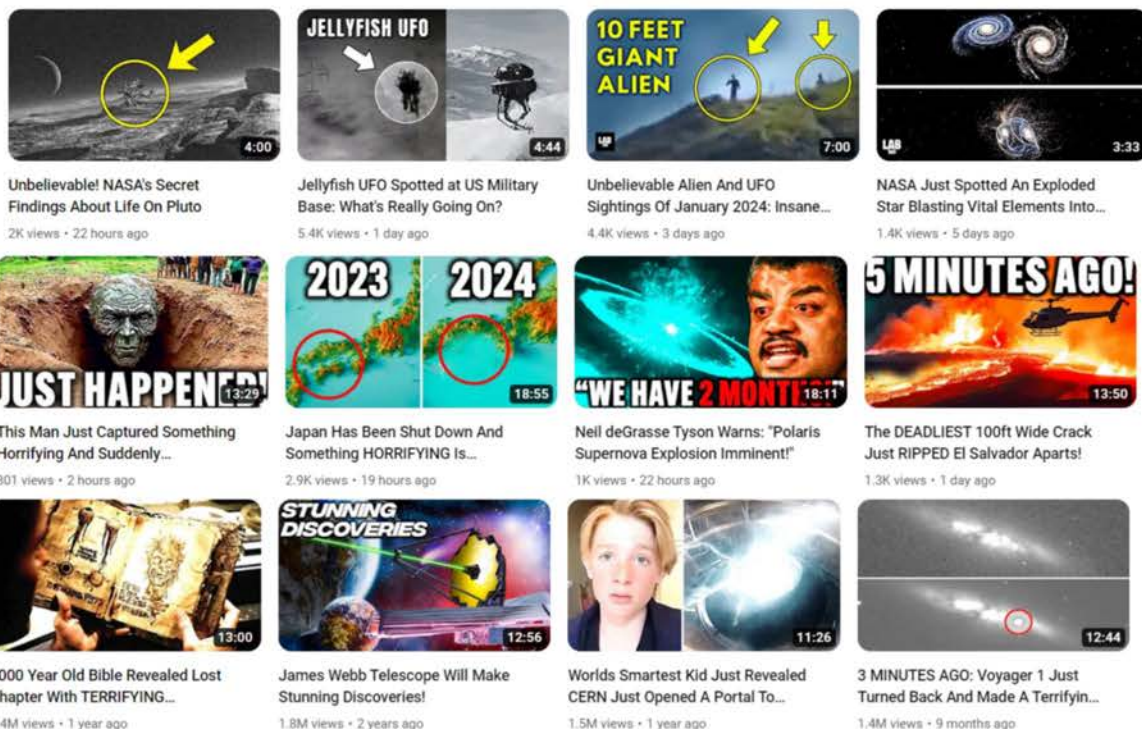 4:00
JELLYFISH UFO
4:44
10 FEET
GIANT
ALIEN
LAB
7:00
LAB
3:33
Unbelievable! NASA's Secret
Findings About Life On Pluto
2K views • 22 hours ago
Jellyfish UFO Spotted at US Military
Base: What's Really Going On?
5.4K views • 1 day ago
Unbelievable Alien And UFO
Sightings Of January 2024: Insane...
4.4K views • 3 days ago
NASA Just Spotted An Exploded
Star Blasting Vital Elements Into...
1.4K views • 5 days ago
JUST HAPPENED!
13:29
2023
2024
18:55
"WE HAVE 2 MONTHS!"
18:11
5 MINUTES AGO!
13:50
This Man Just Captured Something
Horrifying And Suddenly...
views • 2 hours ago
Japan Has Been Shut Down And
Something HORRIFYING Is...
2.9K views • 19 hours ago
Neil deGrasse Tyson Warns: "Polaris
Supernova Explosion Imminent!"
1K views • 22 hours ago
The DEADLIEST 100ft Wide Crack
Just RIPPED El Salvador Aparts!
1.3K views • 1 day ago
13:00
STUNNING
DISCOVERIES
12:56
11:26
12:44
000 Year Old Bible Revealed Lost
hapter With TERRIFYING...
4M views • 1 year ago
James Webb Telescope Will Make
Stunning Discoveries!
1.8M views • 2 years ago
Worlds Smartest Kid Just Revealed
CERN Just Opened A Portal To...
1.5M views • 1 year ago
3 MINUTES AGO: Voyager 1 Just
Turned Back And Made A Terrifyin...
1.4M views • 9 months ago